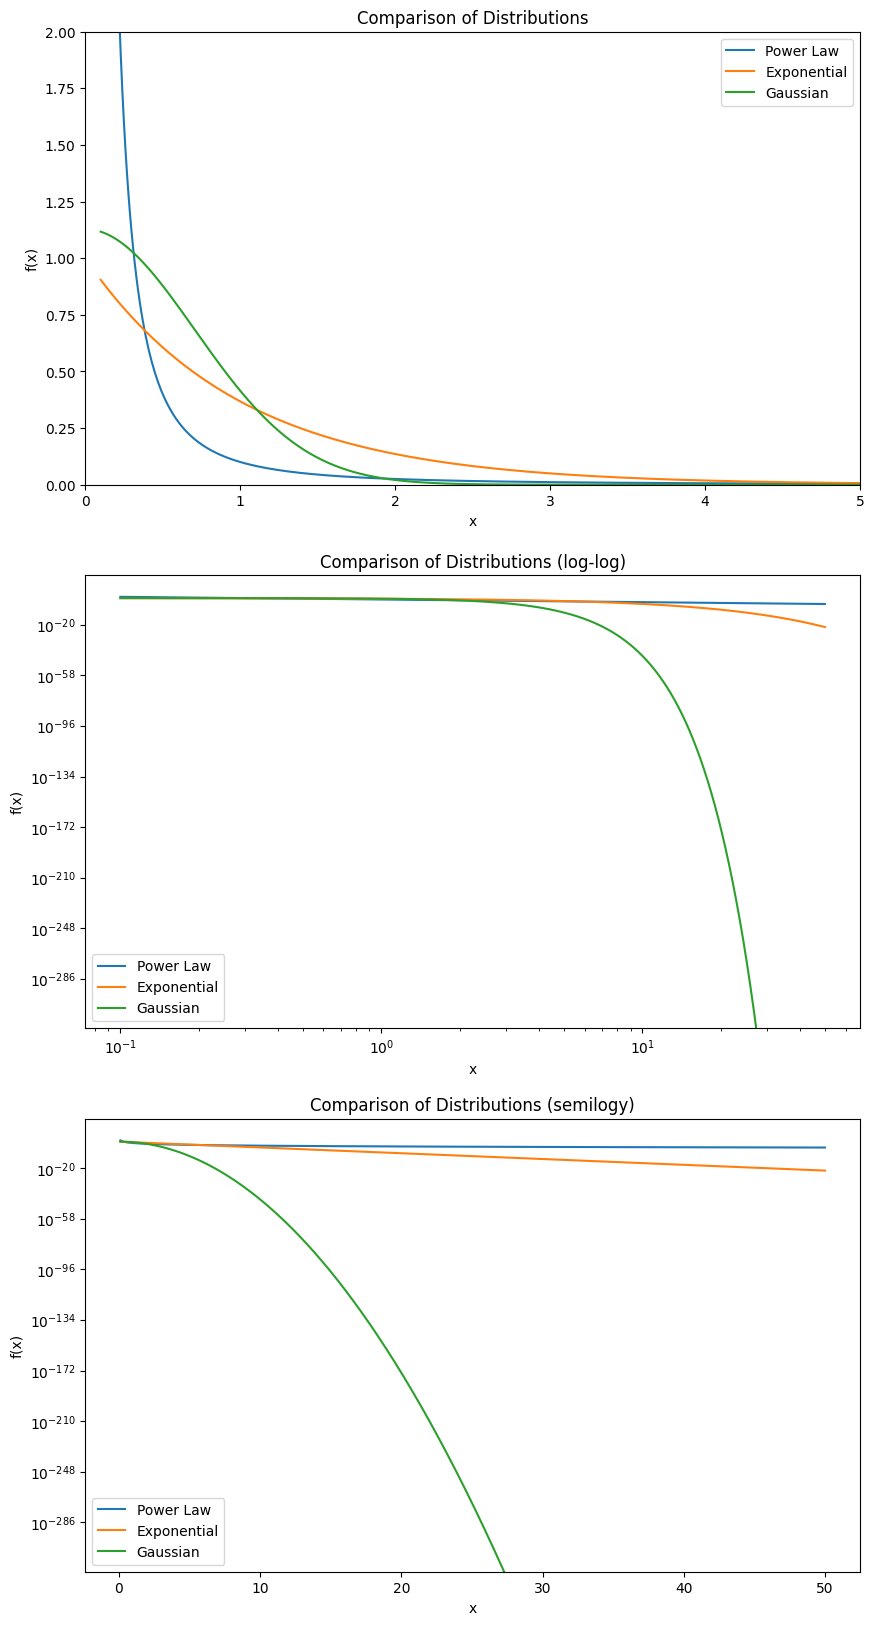 Comparison of Distributions
2.00
1.75
1.50
1.25
1.00
0.75
0.50
0.25
0.00
f(x)
Power Law
Exponential
Gaussian
0 1 2 3 4 5
x
Comparison of Distributions (log-log)
10⁻²⁰
10⁻⁵⁸
10⁻⁹⁶
10⁻¹³⁴
10⁻¹⁷²
10⁻²¹⁰
10⁻²⁴⁸
10⁻²⁸⁶
f(x)
Power Law
Exponential
Gaussian
10⁻¹ 10⁰ 10¹
x
Comparison of Distributions (semilogy)
10⁻²⁰
10⁻⁵⁸
10⁻⁹⁶
10⁻¹³⁴
10⁻¹⁷²
10⁻²¹⁰
10⁻²⁴⁸
10⁻²⁸⁶
f(x)
Power Law
Exponential
Gaussian
0 10 20 30 40 50
x